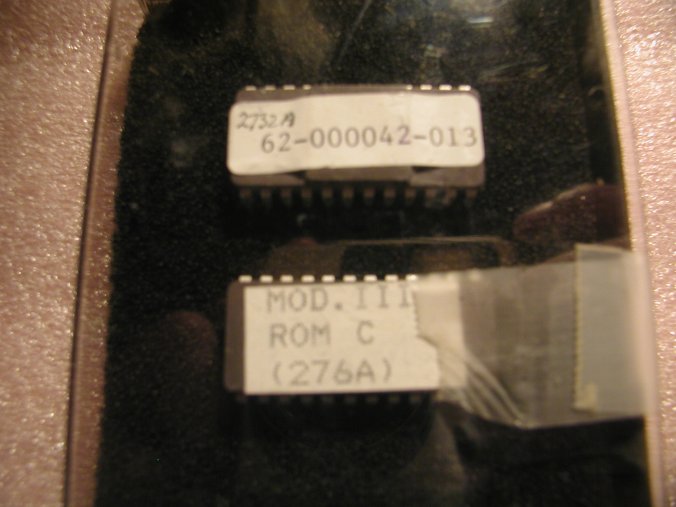 2732A
62-000042-013
MOD.III
ROM C
(276A)